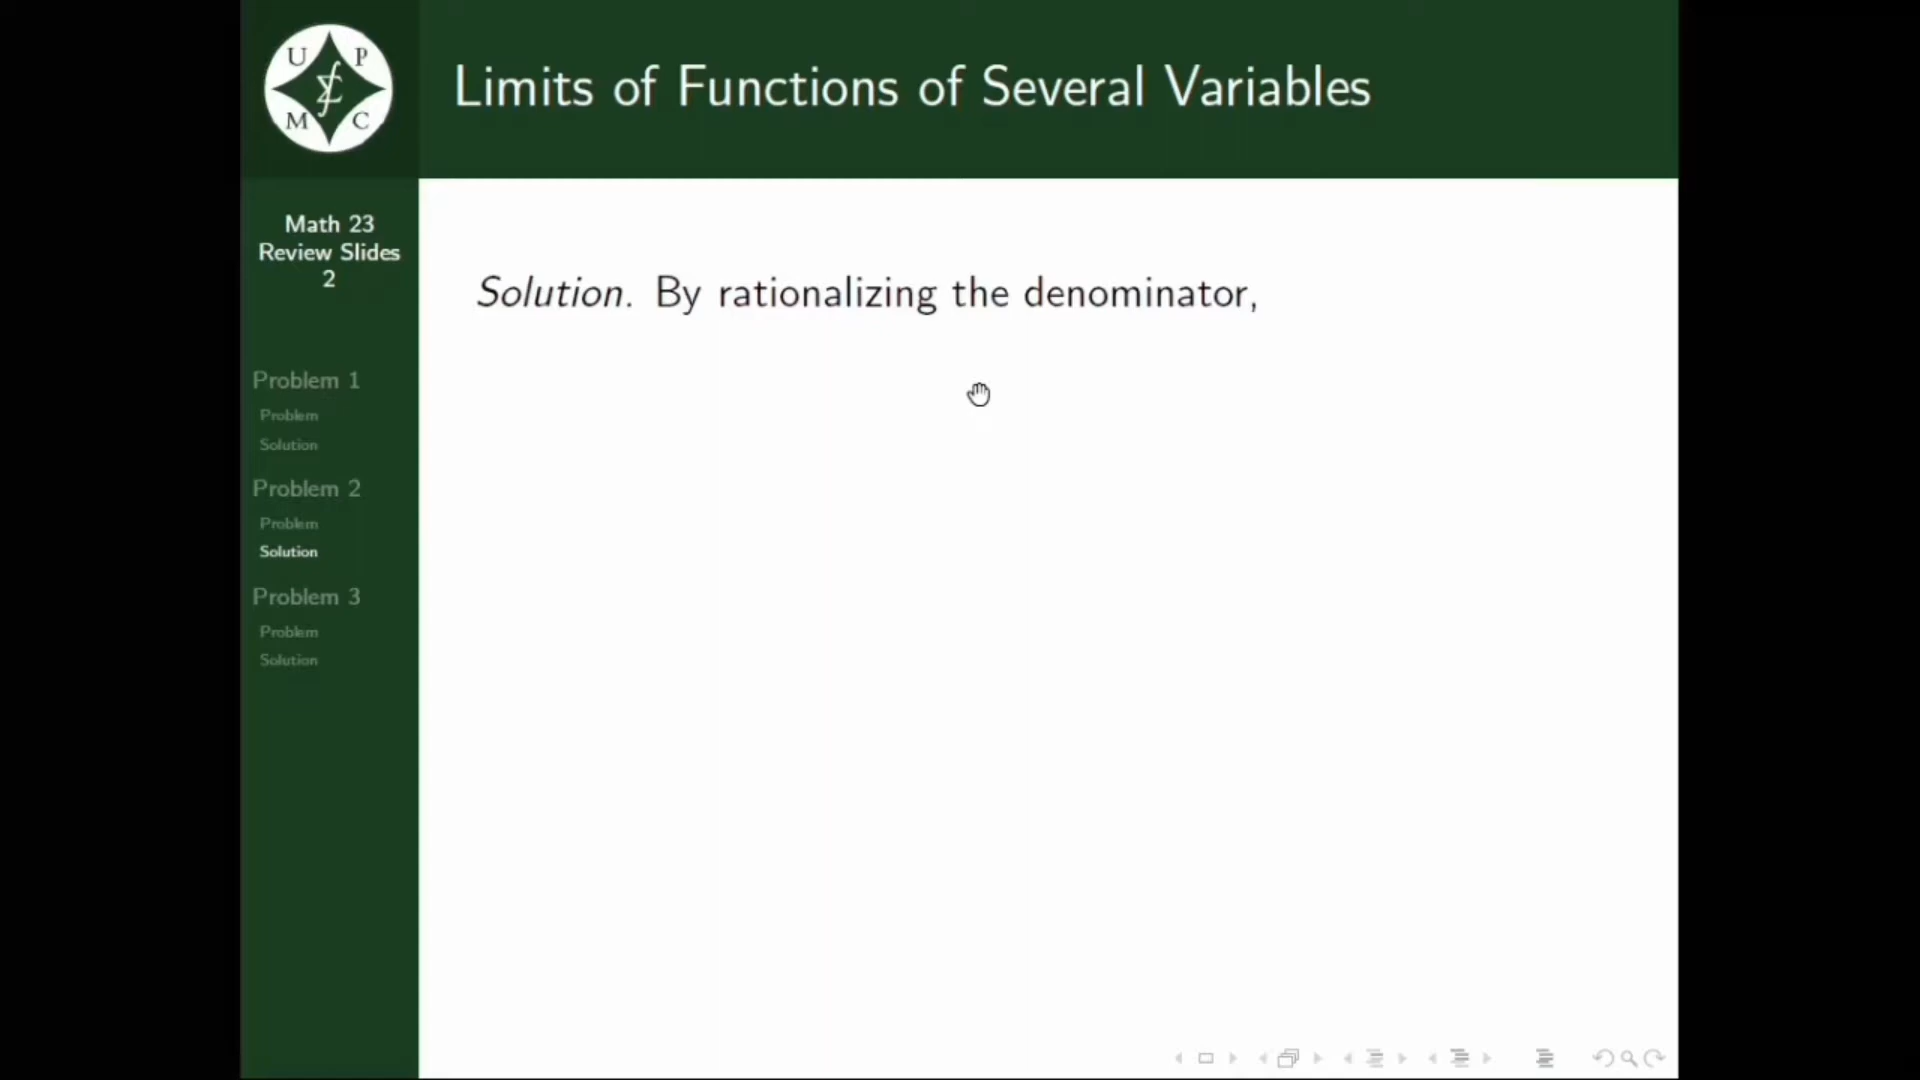 U P
M C
Limits of Functions of Several Variables
Math 23
Review Slides
2
Problem 1
Problem
Solution
Problem 2
Problem
Solution
Problem 3
Problem
Solution
Solution. By rationalizing the denominator,